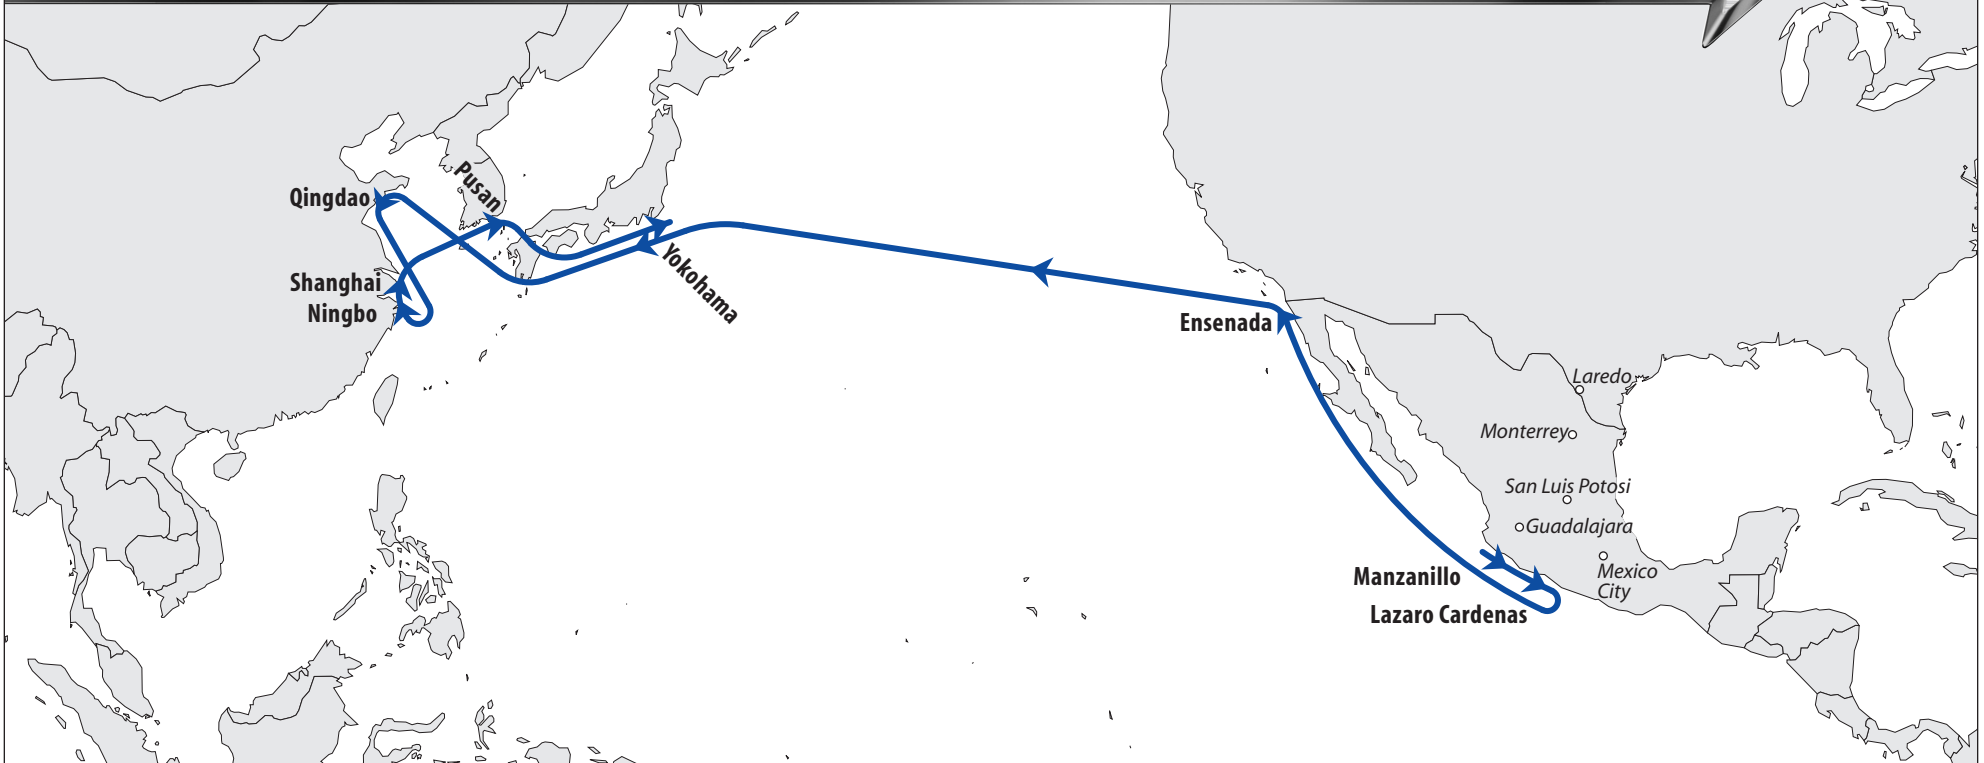 Pusan
Qingdao
Shanghai
Ningbo
Yokohama
Ensenada
Laredo
Monterrey
San Luis Potosi
Guadalajara
Mexico
City
Manzanillo
Lazaro Cardenas